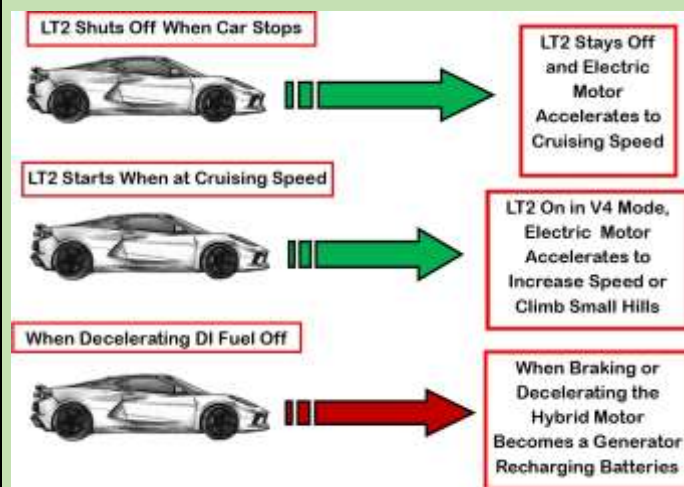 LT2 Shuts Off When Car Stops
LT2 Stays Off
and Electric
Motor
Accelerates to
Cruising Speed
LT2 Starts When at Cruising Speed
LT2 On in V4 Mode,
Electric Motor
Accelerates to
Increase Speed or
Climb Small Hills
When Decelerating DI Fuel Off
When Braking or
Decelerating the
Hybrid Motor
Becomes a Generator
Recharging Batteries